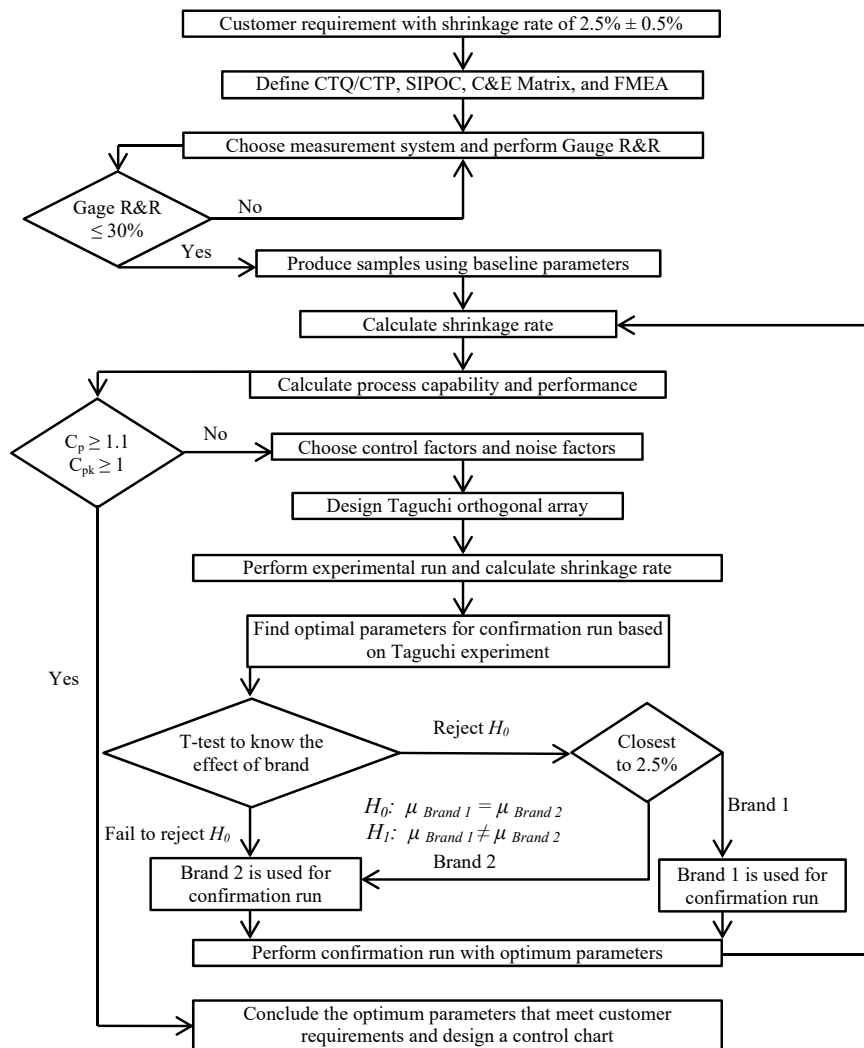 Customer requirement with shrinkage rate of 2.5% ± 0.5%
Define CTQ/CTP, SIPOC, C&E Matrix, and FMEA
Choose measurement system and perform Gauge R&R
Gage R&R
≤ 30%
No
Yes
Produce samples using baseline parameters
Calculate shrinkage rate
Calculate process capability and performance
Cp ≥ 1.1
Cpk ≥ 1
No
Choose control factors and noise factors
Design Taguchi orthogonal array
Perform experimental run and calculate shrinkage rate
Find optimal parameters for confirmation run based
on Taguchi experiment
Yes
T-test to know the
effect of brand
Reject H0
Closest
to 2.5%
H0: μ Brand 1 = μ Brand 2
H1: μ Brand 1 ≠ μ Brand 2
Brand 1
Fail to reject H0
Brand 2
Brand 2 is used for
confirmation run
Brand 1 is used for
confirmation run
Perform confirmation run with optimum parameters
Conclude the optimum parameters that meet customer
requirements and design a control chart